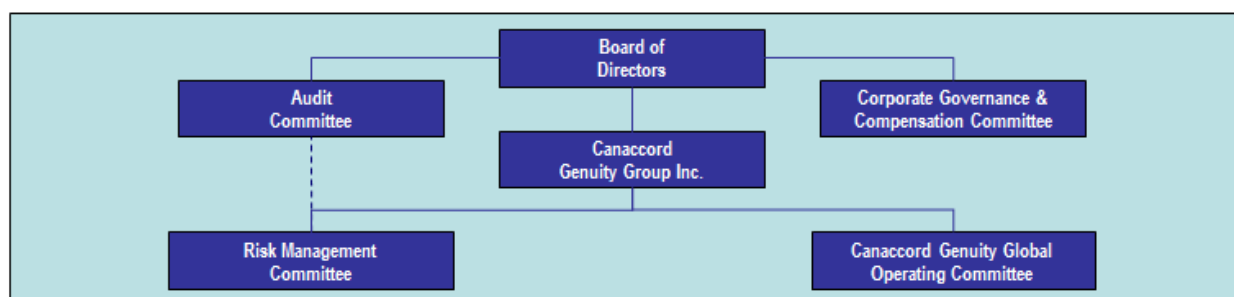 Board of
Directors
Audit
Committee
Corporate Governance &
Compensation Committee
Canaccord
Genuity Group Inc.
Risk Management
Committee
Canaccord Genuity Global
Operating Committee